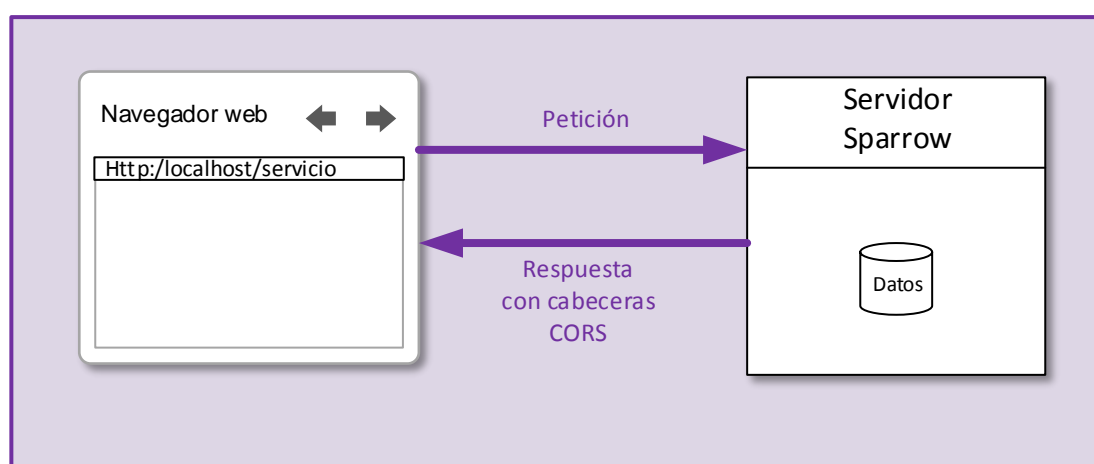 Navegador web
Http:/localhost/servicio
Petición
Respuesta
con cabeceras
CORS
Servidor
Sparrow
Datos